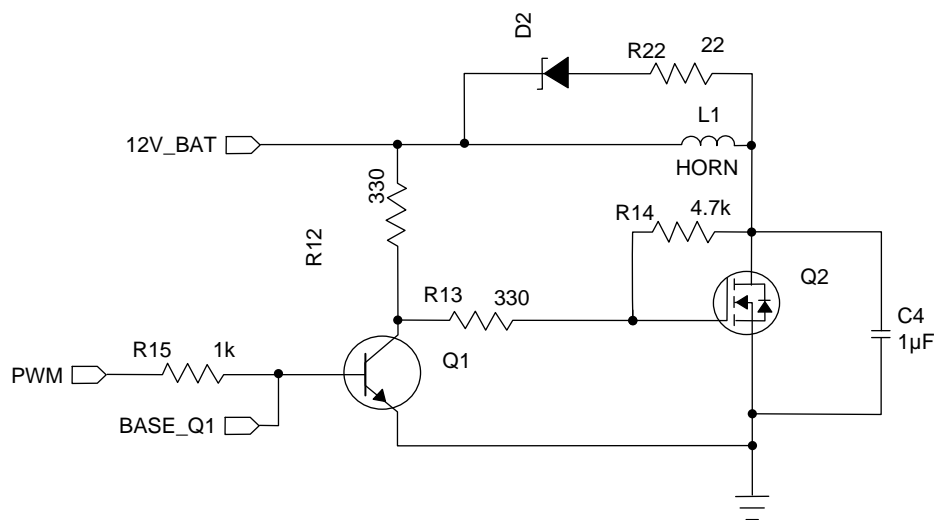 D2
R22
22
12V_BAT
L1
HORN
330
R12
R14
4.7k
R13
330
Q2
C4
1µF
R15
1k
Q1
PWM
BASE_Q1